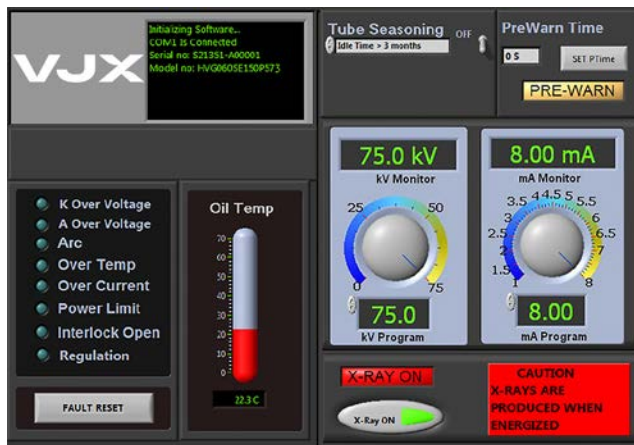 VJX
Initializing Software...
COM1 Is Connected
Serial no: S21351-A00001
Model no: HVG0605E150P573
Tube Seasoning
OFF
Idle Time > 3 months
PreWarn Time
0 S
SET PTime
PRE-WARN
K Over Voltage
A Over Voltage
Arc
Over Temp
Over Current
Power Limit
Interlock Open
Regulation
FAULT RESET
Oil Temp
70
60
50
40
30
20
10
0
22.3 C
75.0 kV
kV Monitor
25
50
0
75
75.0
kV Program
8.00 mA
mA Monitor
1
1.5
2
2.5
3
3.5
4
4.5
5
5.5
6
6.5
7
8
8.00
mA Program
X-RAY ON
X-Ray ON
CAUTION
X-RAYS ARE
PRODUCED WHEN
ENERGIZED